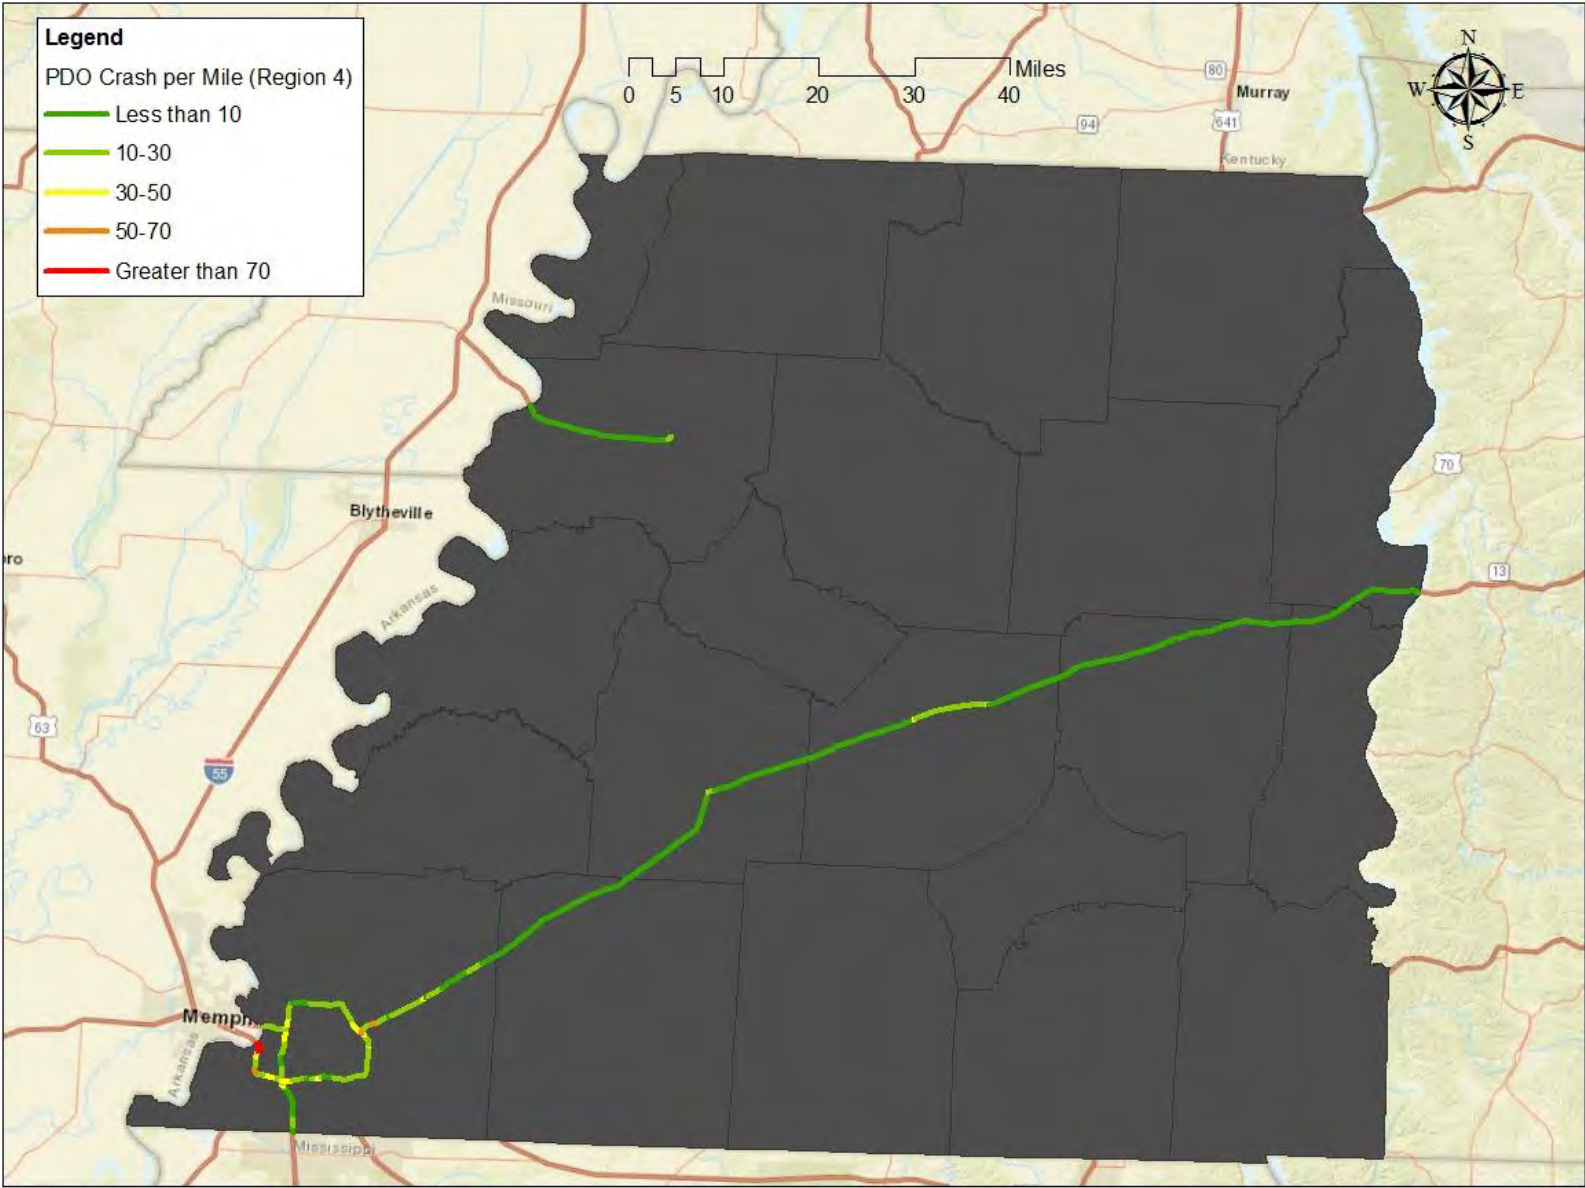 Legend
PDO Crash per Mile (Region 4)
Less than 10
10-30
30-50
50-70
Greater than 70
Miles
0 5 10 20 30 40
N
W E
S
80
Murray
94
641
Kentucky
Missouri
70
Blytheville
ro
13
Arkansas
63
55
Memph
Arkansas
Mississippi